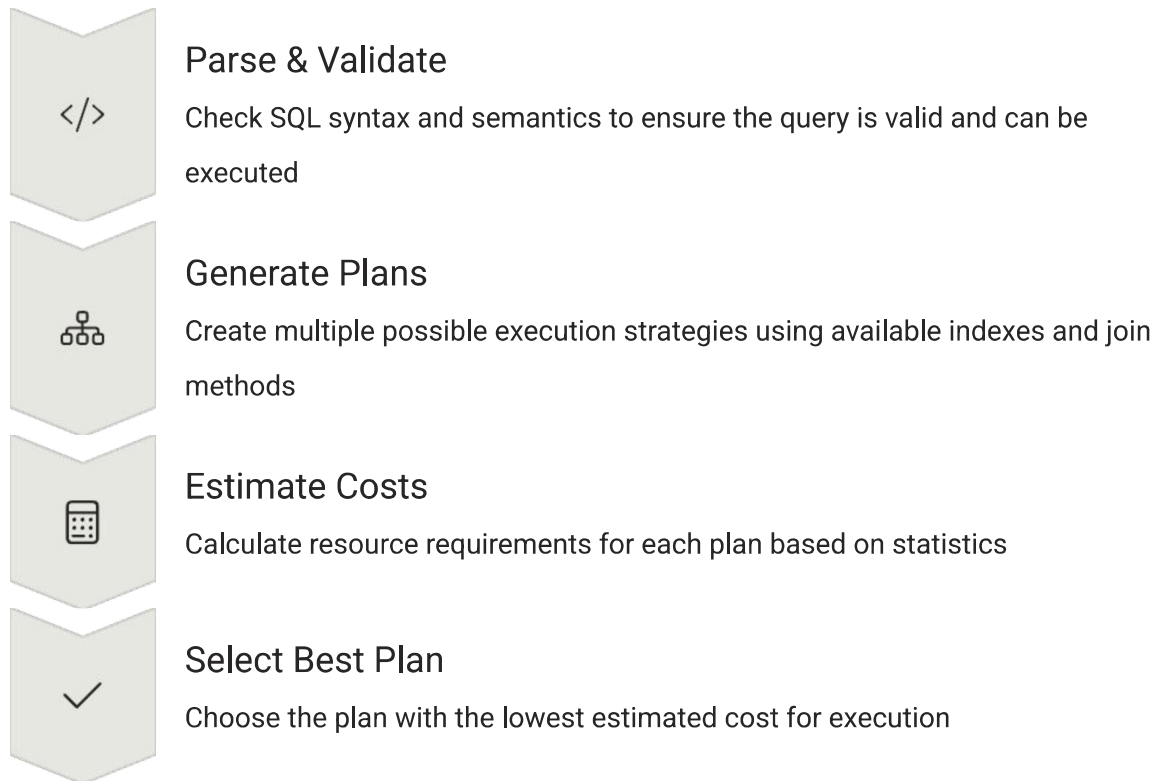 Parse & Validate
Check SQL syntax and semantics to ensure the query is valid and can be
executed
Generate Plans
Create multiple possible execution strategies using available indexes and join
methods
Estimate Costs
Calculate resource requirements for each plan based on statistics
Select Best Plan
Choose the plan with the lowest estimated cost for execution